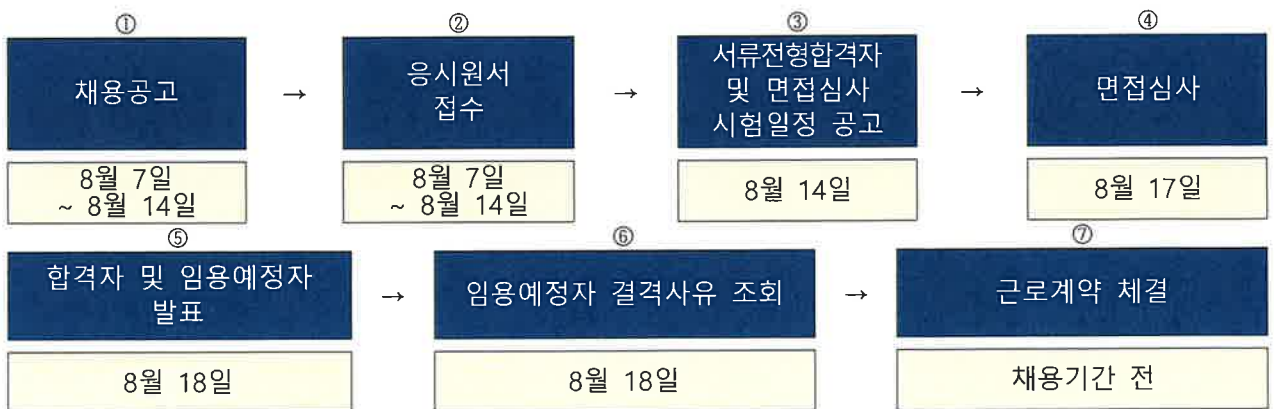 ① ② ③ ④
채용공고
→
응시원서
접수
→
서류전형합격자
및 면접심사
시험일정 공고
→
면접심사
8월 7일
~ 8월 14일
8월 7일
~ 8월 14일
8월 14일
8월 17일
⑤ ⑥ ⑦
합격자 및 임용예정자
발표
→
임용예정자 결격사유 조회
→
근로계약 체결
8월 18일
8월 18일
채용기간 전